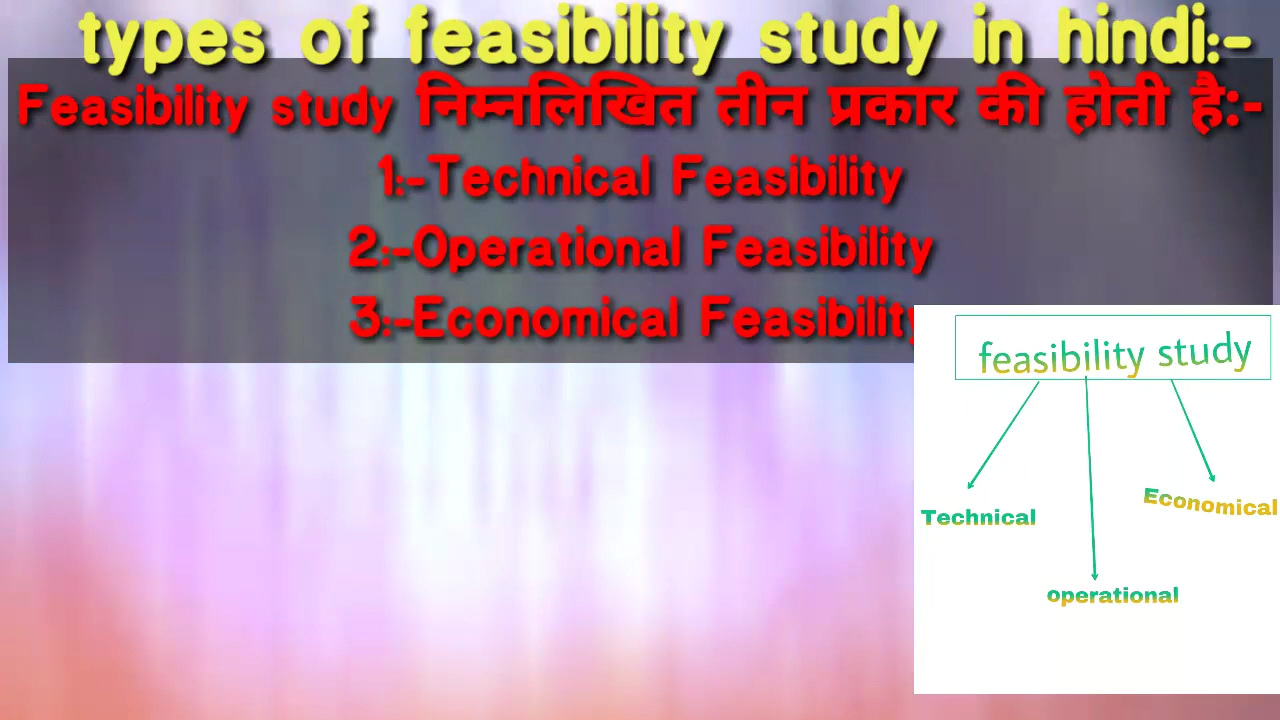 types of feasibility study in hindi:-
Feasibility study निम्नलिखित तीन प्रकार की होती है:-
1:-Technical Feasibility
2:-Operational Feasibility
3:-Economical Feasibility
feasibility study
Technical
Economical
operational